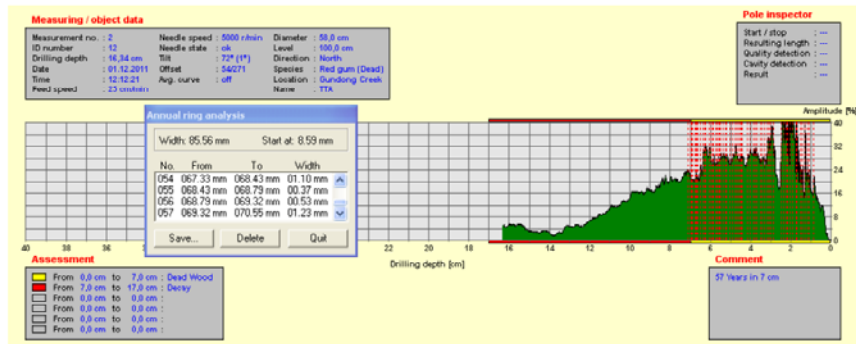 Measuring / object data
Measurement no. : 2 Needle speed : 5000 r/min Diameter : 58,0 cm
ID number : 12 Needle state : ok Level : 100,0 cm
Drilling depth : 16,34 cm Tilt : 72° (1°) Direction : North
Date : 01.12.2011 Offset : 54/271 Species : Red gum (Dead)
Time : 12:12:21 Avg. curve : off Location : Gundong Creek
Feed speed : 23 cm/min Name : TTA
Pole inspector
Start / stop : ---
Resulting length : ---
Quality detection : ---
Cavity detection : ---
Result : ---
Amplitude [%]
40
32
24
16
8
0
Annual ring analysis
Width: 85.56 mm Start at: 8.59 mm
No. From To Width
054 067.33 mm 068.43 mm 01.10 mm
055 068.43 mm 068.79 mm 00.37 mm
056 068.79 mm 069.32 mm 00.53 mm
057 069.32 mm 070.55 mm 01.23 mm
Save... Delete Quit
40 38 36 3 22 20 18 16 14 12 10 8 6 4 2 0
Drilling depth [cm]
Assessment
From 0,0 cm to 7,0 cm : Dead Wood
From 7,0 cm to 17,0 cm : Decay
From 0,0 cm to 0,0 cm :
From 0,0 cm to 0,0 cm :
From 0,0 cm to 0,0 cm :
From 0,0 cm to 0,0 cm :
Comment
57 Years in 7 cm